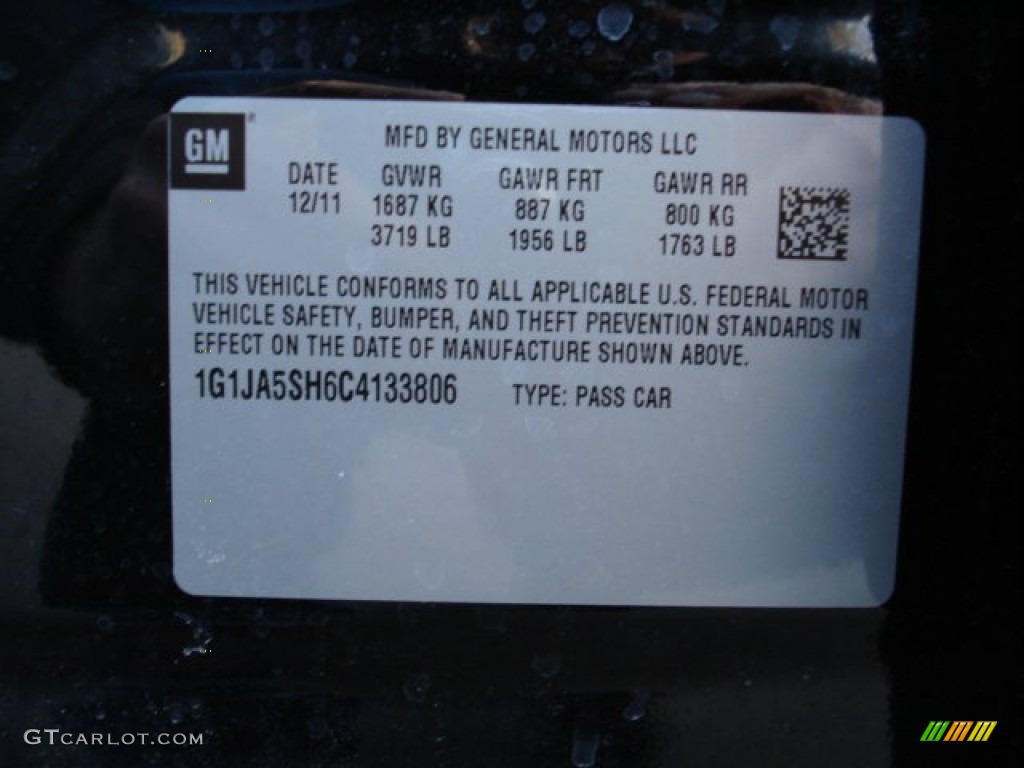 GM
MFD BY GENERAL MOTORS LLC
DATE GVWR GAWR FRT GAWR RR
12/11 1687 KG 887 KG 800 KG
3719 LB 1956 LB 1763 LB
THIS VEHICLE CONFORMS TO ALL APPLICABLE U.S. FEDERAL MOTOR
VEHICLE SAFETY, BUMPER, AND THEFT PREVENTION STANDARDS IN
EFFECT ON THE DATE OF MANUFACTURE SHOWN ABOVE.
1G1JA5SH6C4133806 TYPE: PASS CAR
GTCARLOT.COM